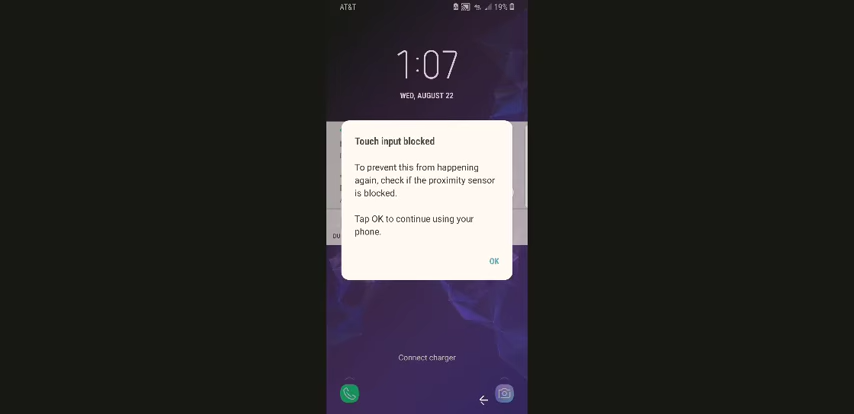 AT&T
19%
1:07
WED, AUGUST 22
Touch input blocked
To prevent this from happening
again, check if the proximity sensor
is blocked.
Tap OK to continue using your
phone.
OK
Connect charger